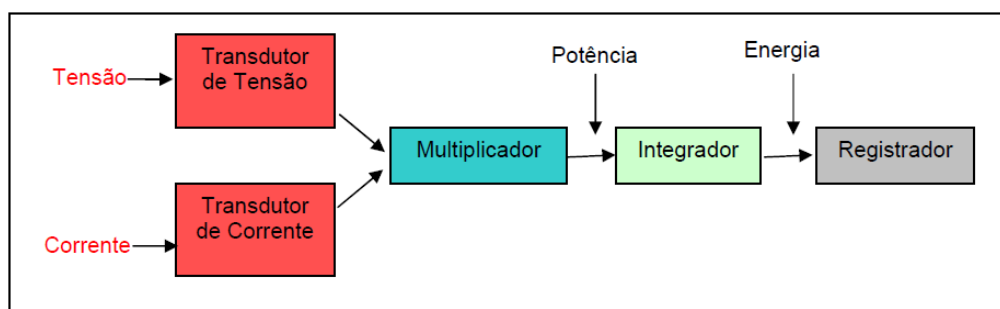 Tensão
Transdutor
de Tensão
Corrente
Transdutor
de Corrente
Multiplicador
Potência
Integrador
Energia
Registrador